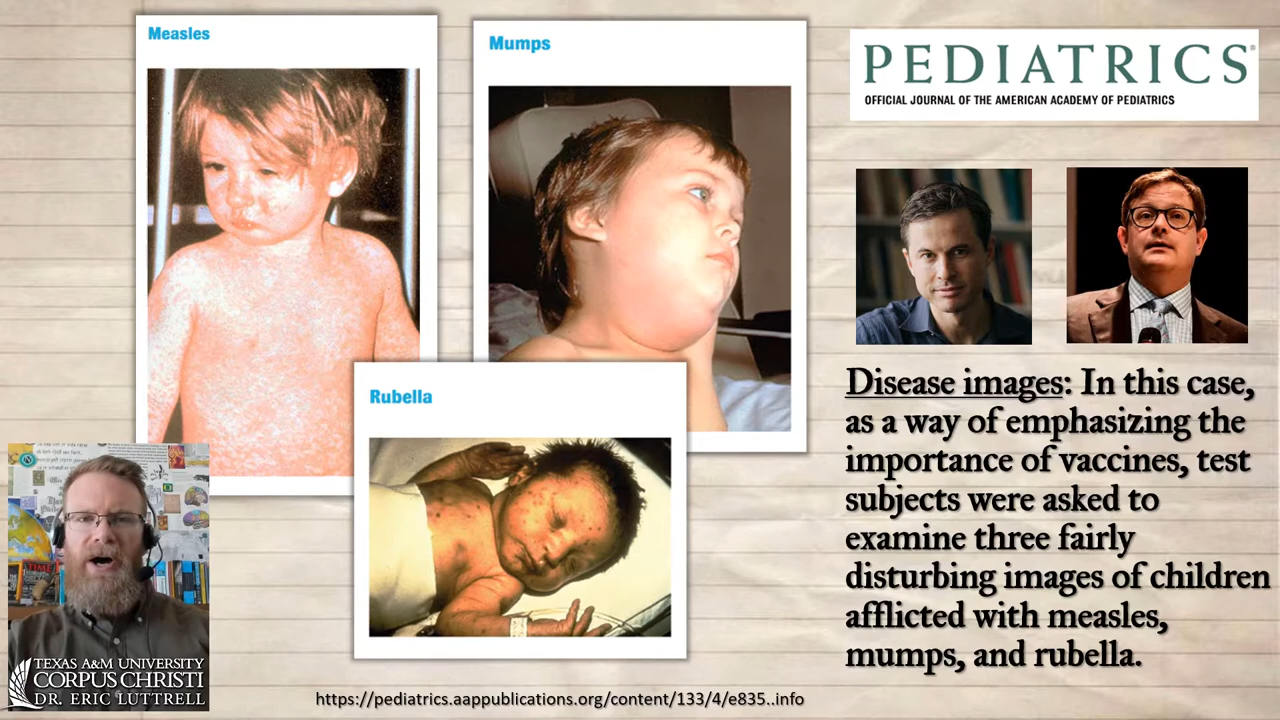 Measles
Mumps
Rubella
PEDIATRICS®
OFFICIAL JOURNAL OF THE AMERICAN ACADEMY OF PEDIATRICS
Disease images: In this case,
as a way of emphasizing the
importance of vaccines, test
subjects were asked to
examine three fairly
disturbing images of children
afflicted with measles,
mumps, and rubella.
TIME
TEXAS A&M UNIVERSITY
CORPUS CHRISTI
DR. ERIC LUTTRELL
https://pediatrics.aappublications.org/content/133/4/e835..info